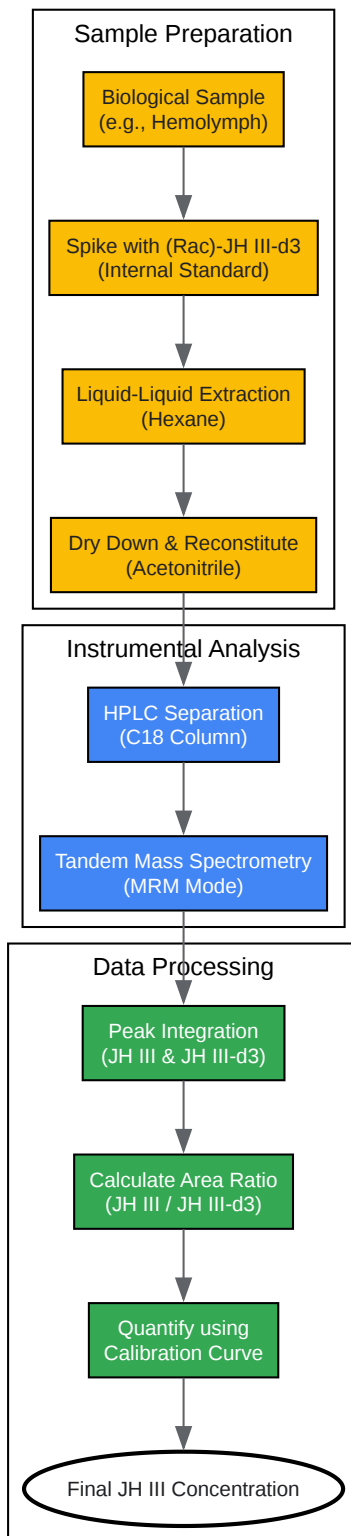 Sample Preparation
Biological Sample
(e.g., Hemolymph)
Spike with (Rac)-JH III-d3
(Internal Standard)
Liquid-Liquid Extraction
(Hexane)
Dry Down & Reconstitute
(Acetonitrile)
Instrumental Analysis
HPLC Separation
(C18 Column)
Tandem Mass Spectrometry
(MRM Mode)
Data Processing
Peak Integration
(JH III & JH III-d3)
Calculate Area Ratio
(JH III / JH III-d3)
Quantify using
Calibration Curve
Final JH III Concentration